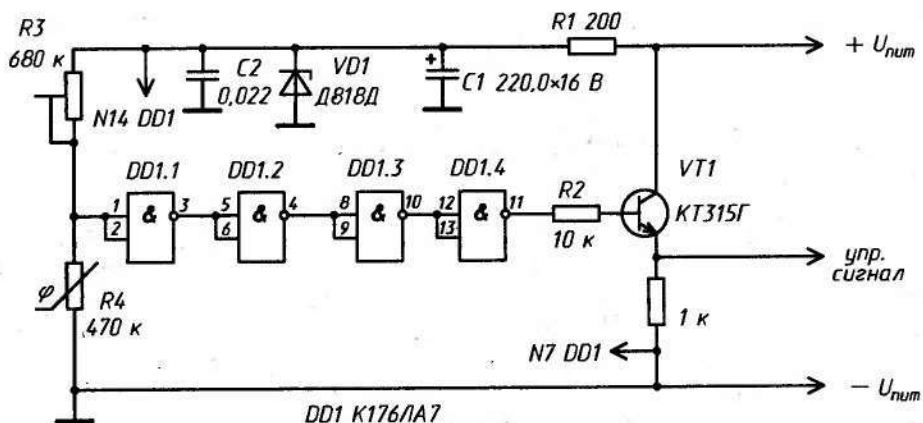 R3
680 к
R1 200
+ Uпит
C2
0,022
VD1
Д818Д
+
C1 220,0×16 В
N14 DD1
DD1.1
DD1.2
DD1.3
DD1.4
1
2
&
3
5
6
&
4
8
9
&
10
12
13
&
11
R2
10 к
VT1
КТ315Г
упр.
сигнал
φ
R4
470 к
1 к
N7 DD1
– Uпит
DD1 К176ЛА7